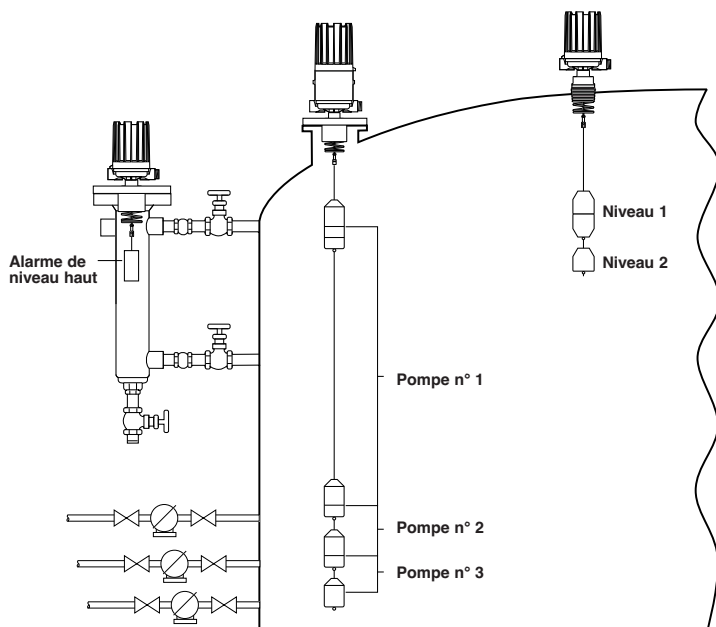 Alarme de
niveau haut
Niveau 1
Niveau 2
Pompe n° 1
Pompe n° 2
Pompe n° 3